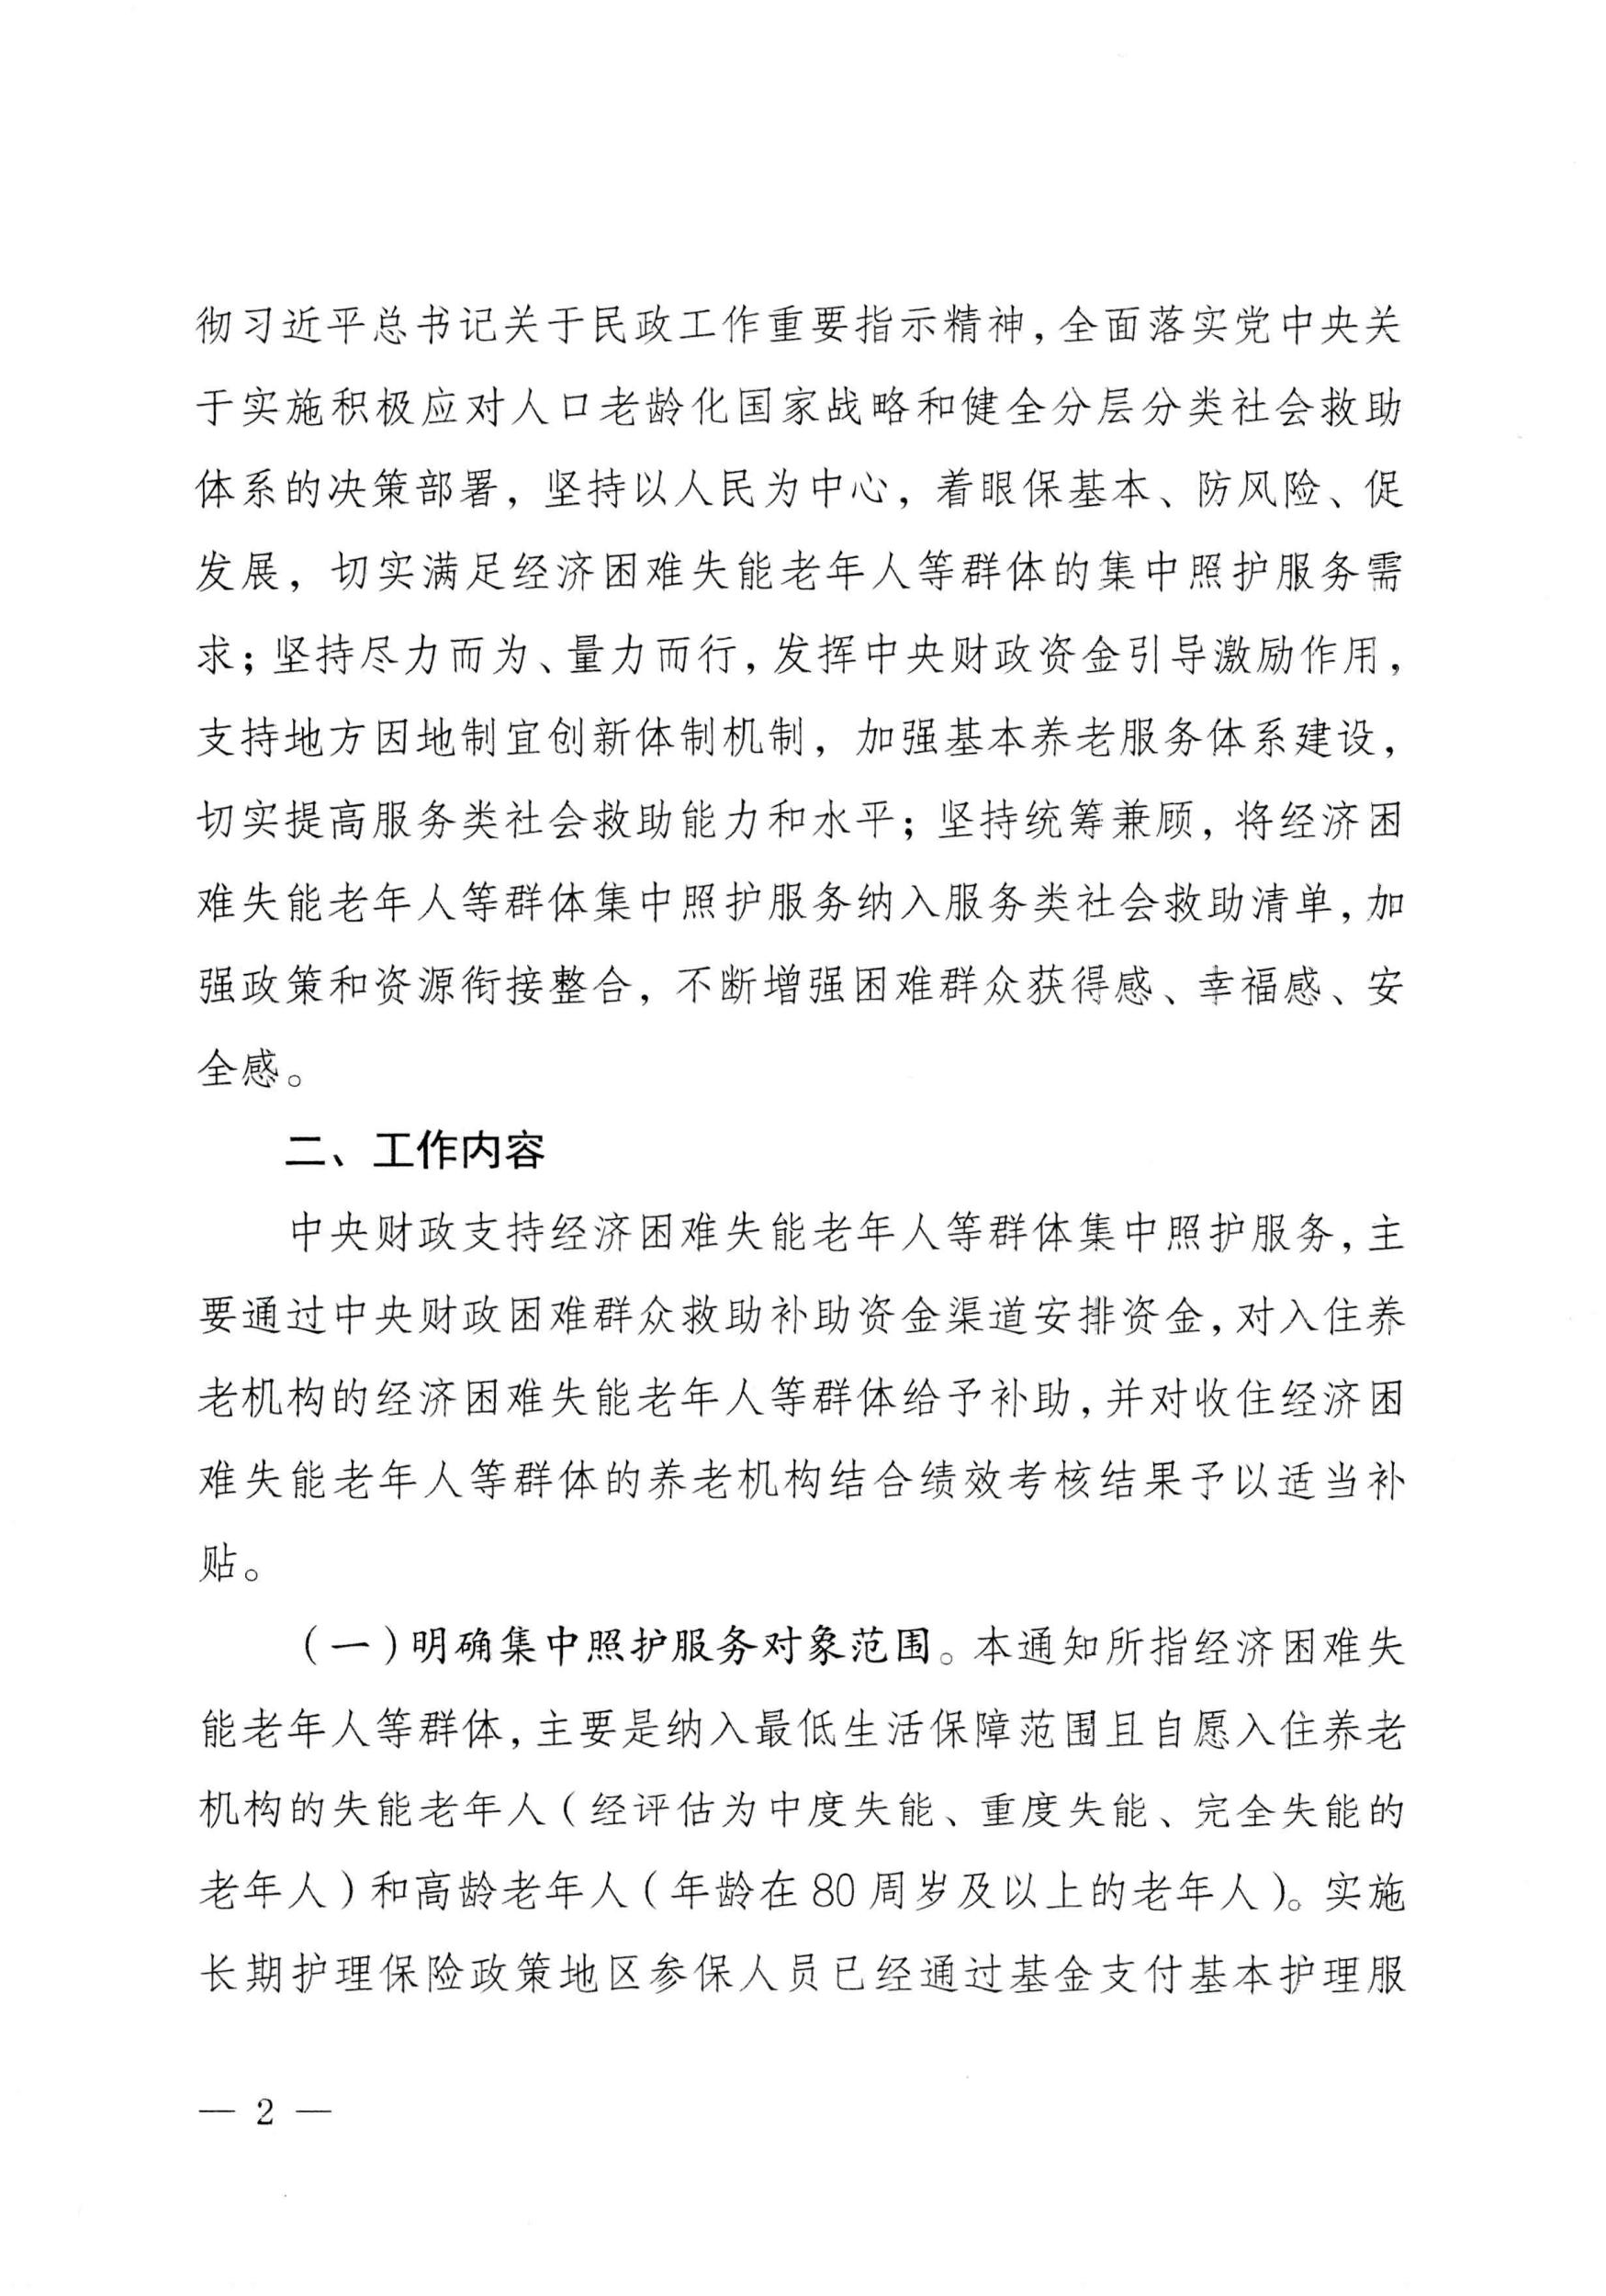 彻习近平总书记关于民政工作重要指示精神，全面落实党中央关
于实施积极应对人口老龄化国家战略和健全分层分类社会救助
体系的决策部署，坚持以人民为中心，着眼保基本、防风险、促
发展，切实满足经济困难失能老年人等群体的集中照护服务需
求；坚持尽力而为、量力而行，发挥中央财政资金引导激励作用，
支持地方因地制宜创新体制机制，加强基本养老服务体系建设，
切实提高服务类社会救助能力和水平；坚持统筹兼顾，将经济困
难失能老年人等群体集中照护服务纳入服务类社会救助清单，加
强政策和资源衔接整合，不断增强困难群众获得感、幸福感、安
全感。
二、工作内容
中央财政支持经济困难失能老年人等群体集中照护服务，主
要通过中央财政困难群众救助补助资金渠道安排资金，对入住养
老机构的经济困难失能老年人等群体给予补助，并对收住经济困
难失能老年人等群体的养老机构结合绩效考核结果予以适当补
贴。
（一）明确集中照护服务对象范围。本通知所指经济困难失
能老年人等群体，主要是纳入最低生活保障范围且自愿入住养老
机构的失能老年人（经评估为中度失能、重度失能、完全失能的
老年人）和高龄老年人（年龄在80周岁及以上的老年人）。实施
长期护理保险政策地区参保人员已经通过基金支付基本护理服
— 2 —